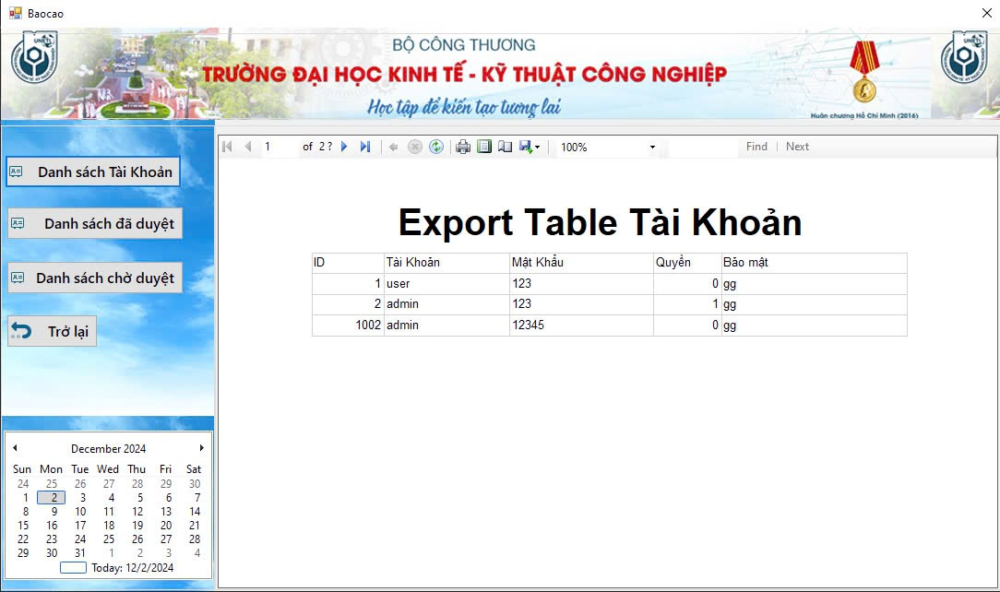 Baocao
UNETI
BỘ CÔNG THƯƠNG
TRƯỜNG ĐẠI HỌC KINH TẾ - KỸ THUẬT CÔNG NGHIỆP
Học tập để kiến tạo tương lai
Huân chương Hồ Chí Minh (2016)
UNETI
Danh sách Tài Khoản
Danh sách đã duyệt
Danh sách chờ duyệt
Trở lại
1 of 2 ? 100% Find | Next
Export Table Tài Khoản
ID Tài Khoản Mật Khẩu Quyền Bảo mật
1 user 123 0 gg
2 admin 123 1 gg
1002 admin 12345 0 gg
December 2024
Sun Mon Tue Wed Thu Fri Sat
24 25 26 27 28 29 30
1 2 3 4 5 6 7
8 9 10 11 12 13 14
15 16 17 18 19 20 21
22 23 24 25 26 27 28
29 30 31 1 2 3 4
Today: 12/2/2024